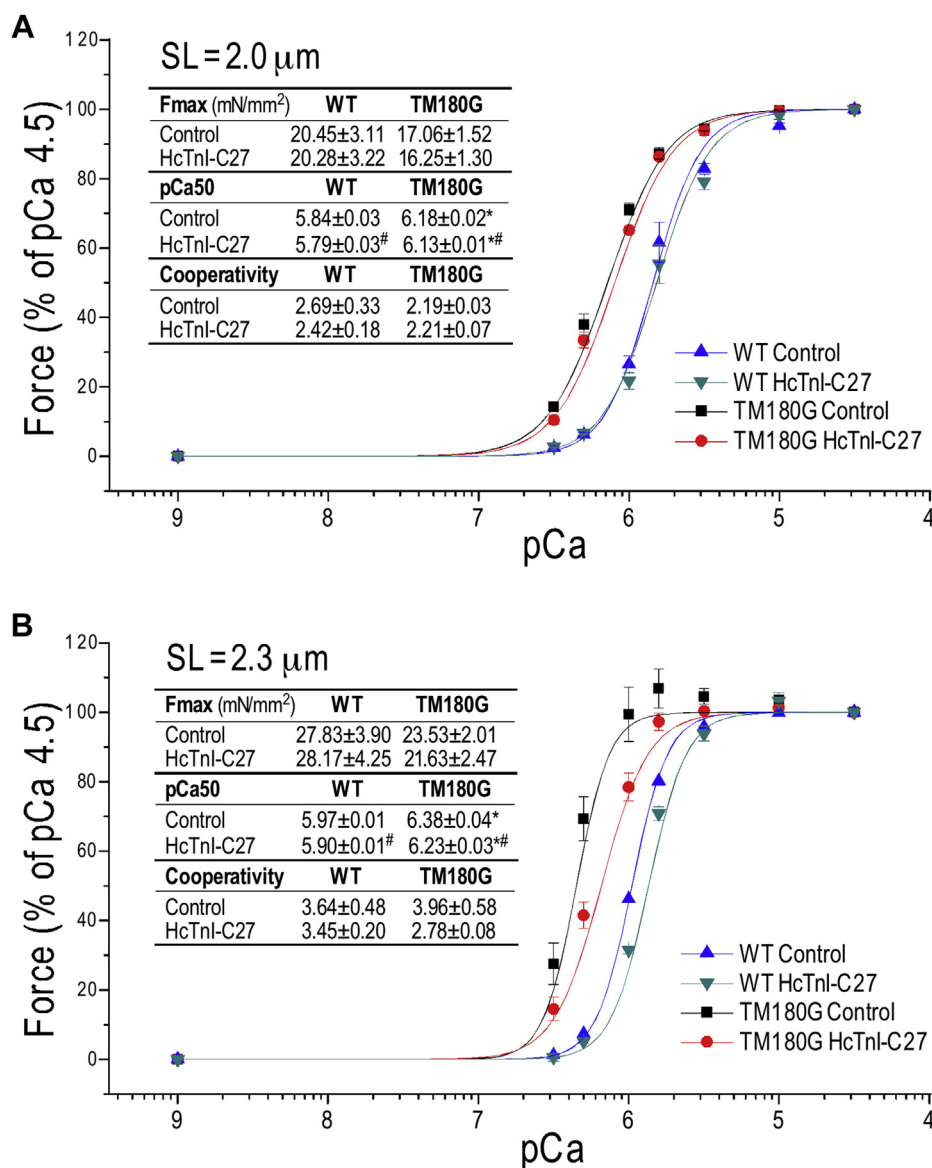 A
SL = 2.0 μm
Fmax (mN/mm²) WT TM180G
Control 20.45±3.11 17.06±1.52
HcTnI-C27 20.28±3.22 16.25±1.30
pCa50 WT TM180G
Control 5.84±0.03 6.18±0.02*
HcTnI-C27 5.79±0.03# 6.13±0.01*#
Cooperativity WT TM180G
Control 2.69±0.33 2.19±0.03
HcTnI-C27 2.42±0.18 2.21±0.07
Force (% of pCa 4.5)
120
100
80
60
40
20
0
WT Control
WT HcTnI-C27
TM180G Control
TM180G HcTnI-C27
9 8 7 6 5 4
pCa
B
SL = 2.3 μm
Fmax (mN/mm²) WT TM180G
Control 27.83±3.90 23.53±2.01
HcTnI-C27 28.17±4.25 21.63±2.47
pCa50 WT TM180G
Control 5.97±0.01 6.38±0.04*
HcTnI-C27 5.90±0.01# 6.23±0.03*#
Cooperativity WT TM180G
Control 3.64±0.48 3.96±0.58
HcTnI-C27 3.45±0.20 2.78±0.08
Force (% of pCa 4.5)
120
100
80
60
40
20
0
WT Control
WT HcTnI-C27
TM180G Control
TM180G HcTnI-C27
9 8 7 6 5 4
pCa